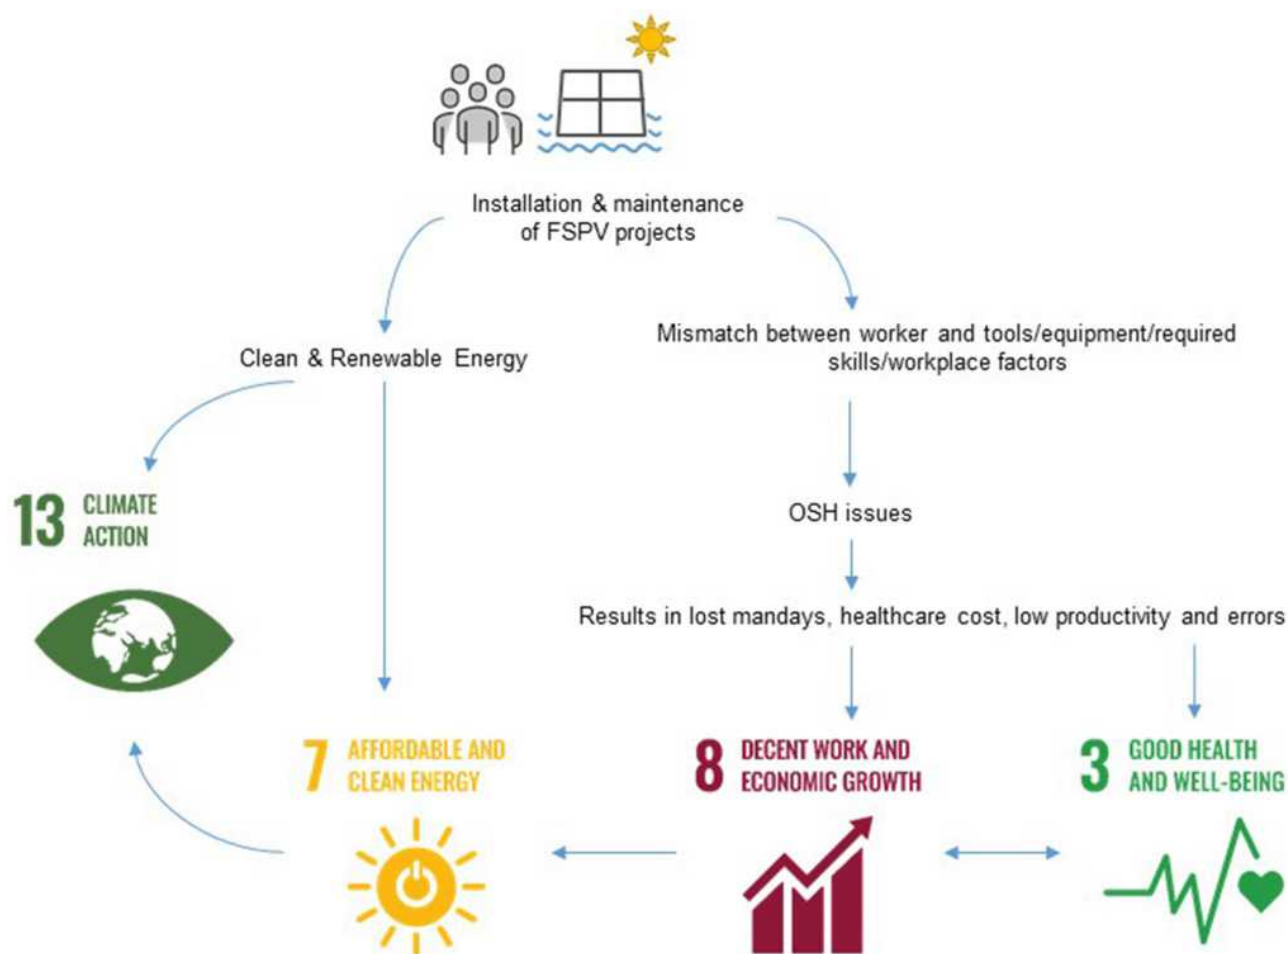 Installation & maintenance
of FSPV projects
Mismatch between worker and tools/equipment/required
skills/workplace factors
Clean & Renewable Energy
13 CLIMATE
ACTION
OSH issues
Results in lost mandays, healthcare cost, low productivity and errors
7 AFFORDABLE AND
CLEAN ENERGY
8 DECENT WORK AND
ECONOMIC GROWTH
3 GOOD HEALTH
AND WELL-BEING